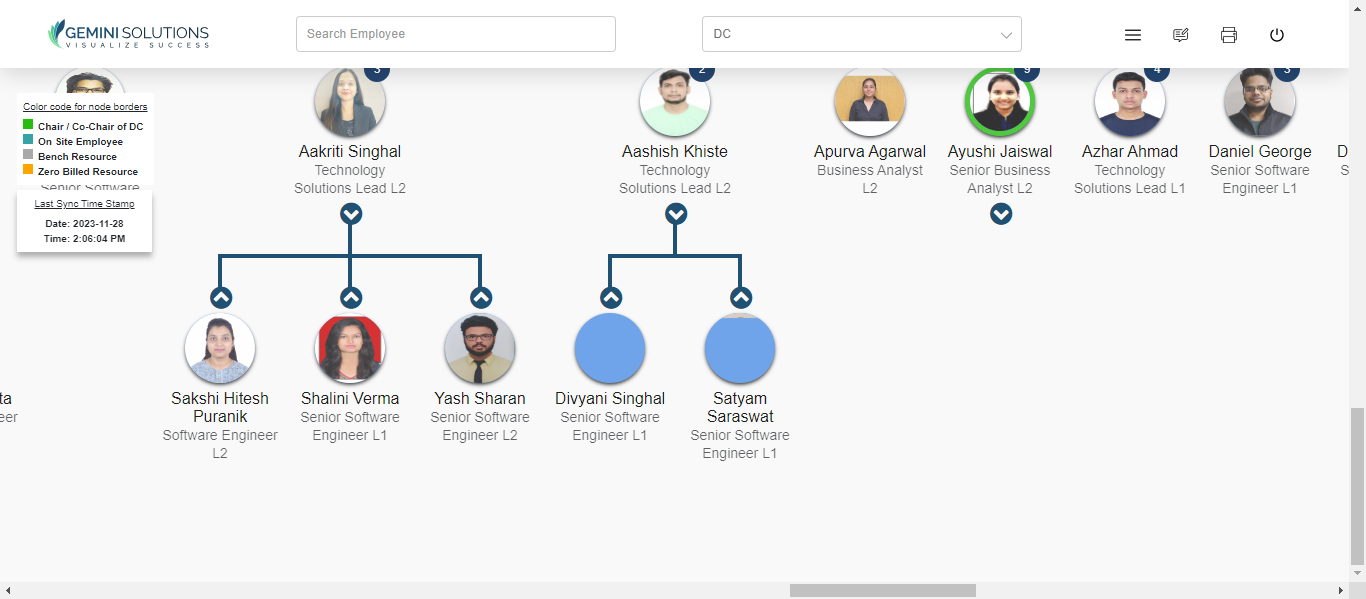 GEMINI SOLUTIONS
VISUALIZE SUCCESS
Search Employee
DC
3
2
9
4
3
Color code for node borders
Chair / Co-Chair of DC
On Site Employee
Bench Resource
Zero Billed Resource
Senior Software
Last Sync Time Stamp
Date: 2023-11-28
Time: 2:06:04 PM
Aakriti Singhal
Technology
Solutions Lead L2
Aashish Khiste
Technology
Solutions Lead L2
Apurva Agarwal
Business Analyst
L2
Ayushi Jaiswal
Senior Business
Analyst L2
Azhar Ahmad
Technology
Solutions Lead L1
Daniel George
Senior Software
Engineer L1
D
S
ta
eer
Sakshi Hitesh
Puranik
Software Engineer
L2
Shalini Verma
Senior Software
Engineer L1
Yash Sharan
Senior Software
Engineer L2
Divyani Singhal
Senior Software
Engineer L1
Satyam
Saraswat
Senior Software
Engineer L1